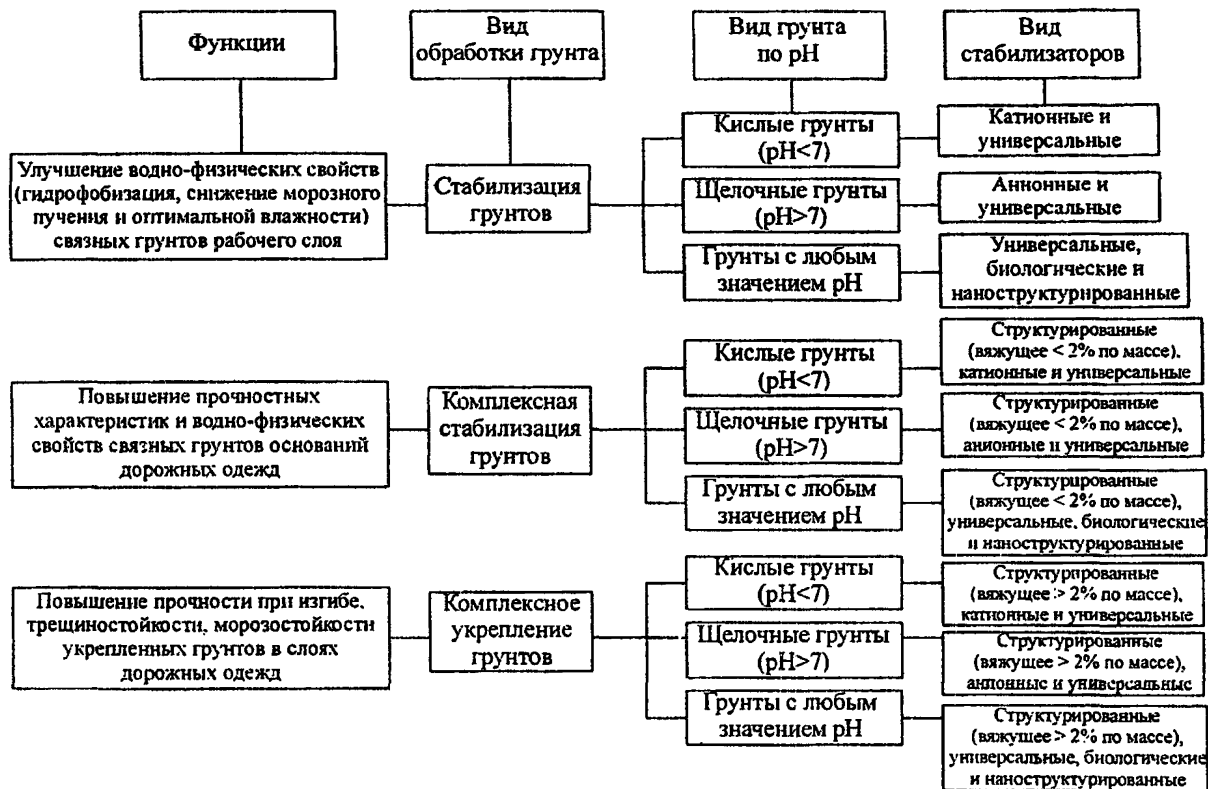 Функции
Вид
обработки грунта
Вид грунта
по pH
Вид
стабилизаторов
Улучшение водно-физических свойств
(гидрофобизация, снижение морозного
пучения и оптимальной влажности)
связных грунтов рабочего слоя
Стабилизация
грунтов
Кислые грунты
(pH<7)
Катионные и
универсальные
Щелочные грунты
(pH>7)
Анионные и
универсальные
Грунты с любым
значением pH
Универсальные,
биологические и
наноструктурированные
Повышение прочностных
характеристик и водно-физических
свойств связных грунтов оснований
дорожных одежд
Комплексная
стабилизация
грунтов
Кислые грунты
(pH<7)
Структурированные
(вяжущее < 2% по массе),
катионные и универсальные
Щелочные грунты
(pH>7)
Структурированные
(вяжущее < 2% по массе),
анионные и универсальные
Грунты с любым
значением pH
Структурированные
(вяжущее < 2% по массе),
универсальные, биологические
и наноструктурированные
Повышение прочности при изгибе,
трещиностойкости, морозостойкости
укрепленных грунтов в слоях
дорожных одежд
Комплексное
укрепление
грунтов
Кислые грунты
(pH<7)
Структурированные
(вяжущее > 2% по массе),
катионные и универсальные
Щелочные грунты
(pH>7)
Структурированные
(вяжущее > 2% по массе),
анионные и универсальные
Грунты с любым
значением pH
Структурированные
(вяжущее > 2% по массе),
универсальные, биологические
и наноструктурированные